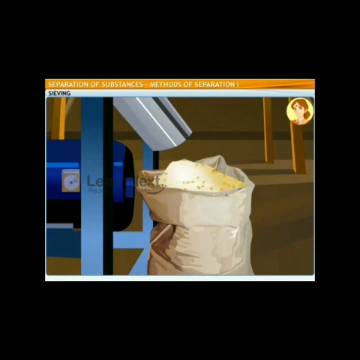 SEPARATION OF SUBSTANCES - METHODS OF SEPARATION I
SIEVING